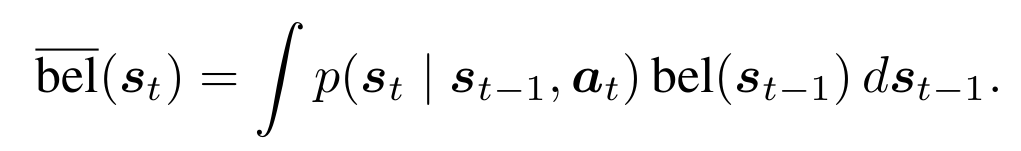 $\overline{\text{bel}}(\boldsymbol{s}_t) = \int p(\boldsymbol{s}_t \mid \boldsymbol{s}_{t-1}, \boldsymbol{a}_t) \, \text{bel}(\boldsymbol{s}_{t-1}) \, d\boldsymbol{s}_{t-1}.$